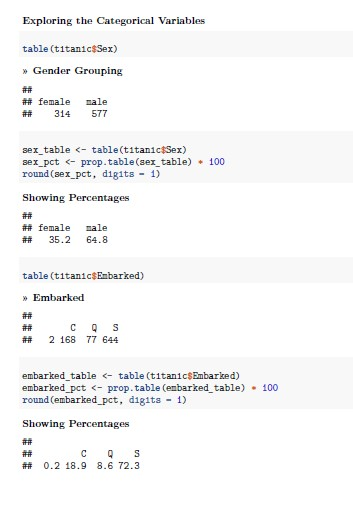 Exploring the Categorical Variables
table(titanic$Sex)
» Gender Grouping
##
## female   male
##    314    577
sex_table <- table(titanic$Sex)
sex_pct <- prop.table(sex_table) * 100
round(sex_pct, digits = 1)
Showing Percentages
##
## female   male
##   35.2   64.8
table(titanic$Embarked)
» Embarked
##
##       C   Q   S
##   2 168  77 644
embarked_table <- table(titanic$Embarked)
embarked_pct <- prop.table(embarked_table) * 100
round(embarked_pct, digits = 1)
Showing Percentages
##
##         C    Q    S
##  0.2 18.9  8.6 72.3